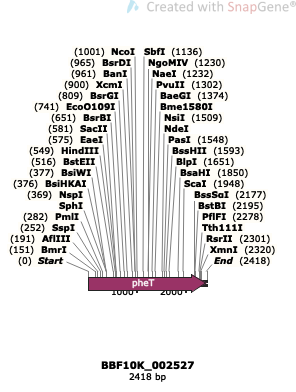 Created with SnapGene®
(1001) NcoI SbfI (1136)
(965) BsrDI NgoMIV (1230)
(961) BanI NaeI (1232)
(900) XcmI PvuII (1302)
(809) BsrGI BaeGI (1374)
(741) EcoO109I Bme1580I
(651) BsrBI NsiI (1509)
(581) SacII NdeI
(575) EaeI PasI (1548)
(549) HindIII BssHII (1593)
(516) BstEII BlpI (1651)
(377) BsiWI BsaHI (1850)
(376) BsiHKAI ScaI (1948)
(369) NspI BssSαI (2177)
SphI BstBI (2195)
(282) PmlI PflFI (2278)
(252) SspI Tth111I
(191) AflIII RsrII (2301)
(151) BmrI XmnI (2320)
(0) Start End (2418)
pheT
1000 2000
BBF10K_002527
2418 bp